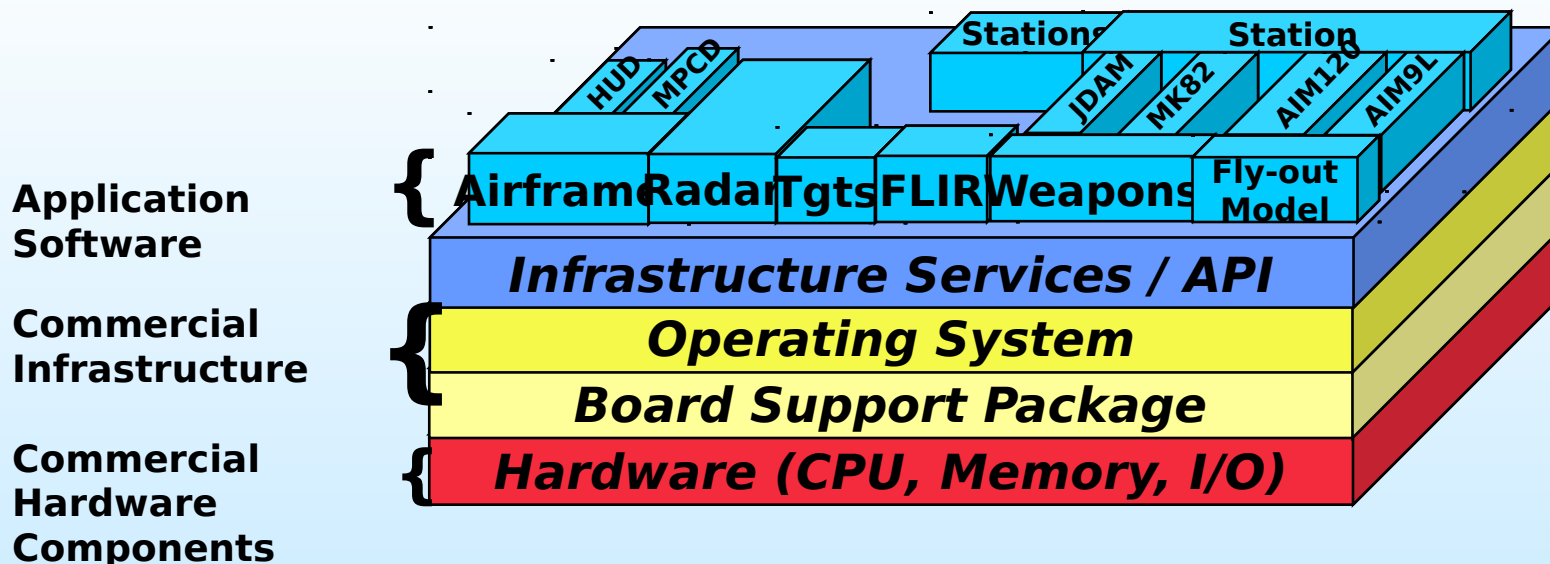 Stations
Station
HUD
MPCD
JDAM
MK82
AIM120
AIM9L
Airframe
Radar
Tgts
FLIR
Weapons
Fly-out
Model
Application
Software
Infrastructure Services / API
Commercial
Infrastructure
Operating System
Board Support Package
Commercial
Hardware
Components
Hardware (CPU, Memory, I/O)